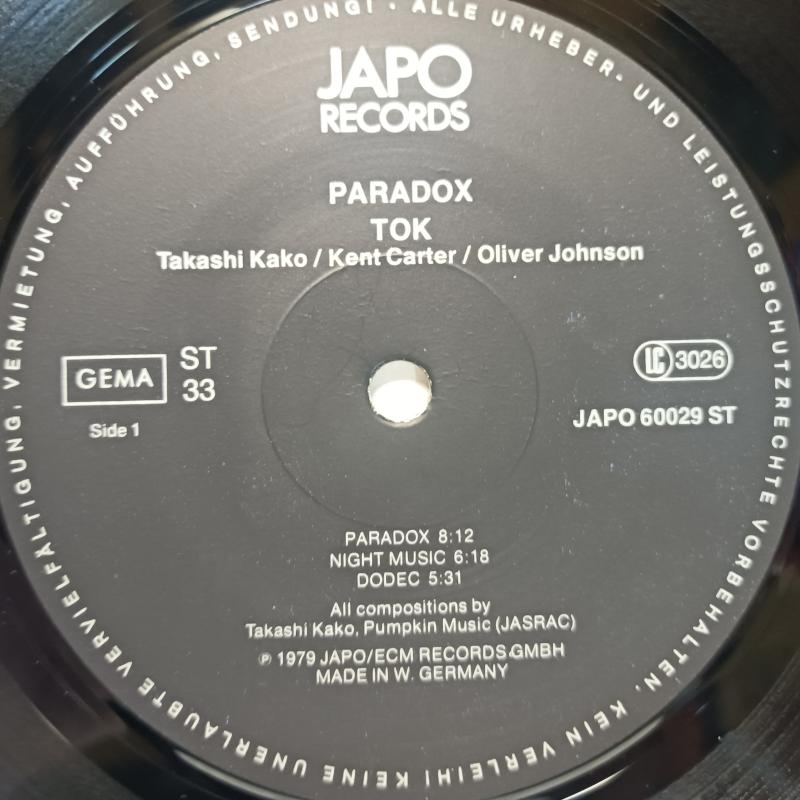 ALLE URHEBER- UND LEISTUNGSSCHUTZRECHTE VORBEHALTEN. KEIN VERLEIH! KEINE UNERLAUBTE VERVIELFÄLTIGUNG, VERMIETUNG, AUFFÜHRUNG, SENDUNG! -
JAPO
RECORDS
PARADOX
TOK
Takashi Kako / Kent Carter / Oliver Johnson
GEMA
ST
33
Side 1
LC 3026
JAPO 60029 ST
PARADOX 8:12
NIGHT MUSIC 6:18
DODEC 5:31
All compositions by
Takashi Kako, Pumpkin Music (JASRAC)
℗ 1979 JAPO/ECM RECORDS GMBH
MADE IN W. GERMANY